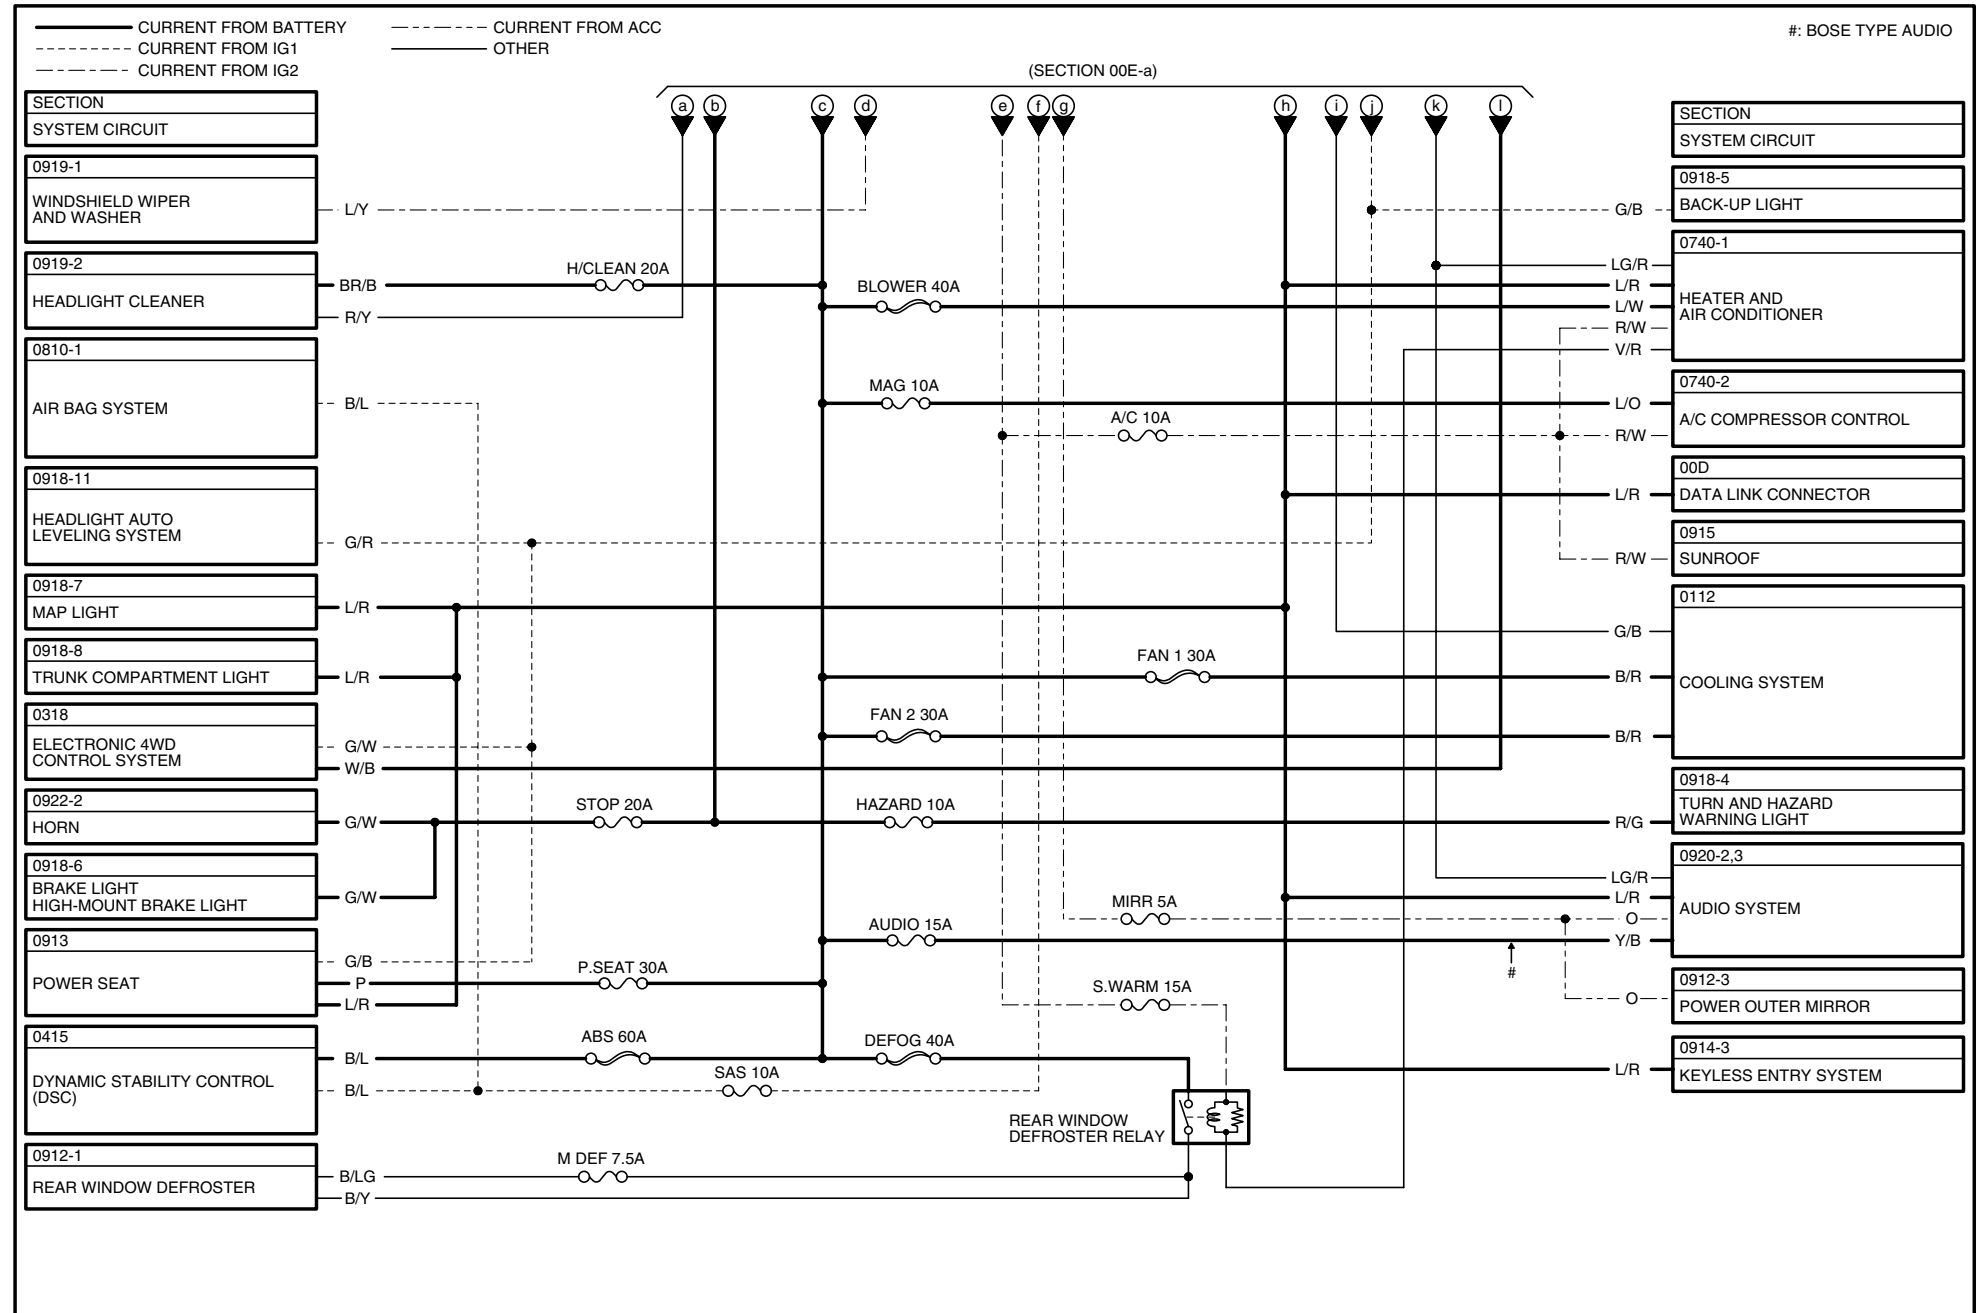 CURRENT FROM BATTERY
CURRENT FROM ACC
#: BOSE TYPE AUDIO
CURRENT FROM IG1
OTHER
CURRENT FROM IG2
(SECTION 00E-a)
a b c d e f g h i j k l
SECTION
SYSTEM CIRCUIT
0919-1
WINDSHIELD WIPER
AND WASHER
L/Y
0919-2
HEADLIGHT CLEANER
BR/B
H/CLEAN 20A
R/Y
0810-1
AIR BAG SYSTEM
B/L
0918-11
HEADLIGHT AUTO
LEVELING SYSTEM
G/R
0918-7
MAP LIGHT
L/R
0918-8
TRUNK COMPARTMENT LIGHT
L/R
0318
ELECTRONIC 4WD
CONTROL SYSTEM
G/W
W/B
0922-2
HORN
G/W
STOP 20A
0918-6
BRAKE LIGHT
HIGH-MOUNT BRAKE LIGHT
G/W
0913
POWER SEAT
G/B
P
P.SEAT 30A
L/R
0415
DYNAMIC STABILITY CONTROL
(DSC)
B/L
ABS 60A
B/L
SAS 10A
0912-1
REAR WINDOW DEFROSTER
B/LG
M DEF 7.5A
B/Y
BLOWER 40A
MAG 10A
A/C 10A
FAN 1 30A
FAN 2 30A
HAZARD 10A
MIRR 5A
AUDIO 15A
#
S.WARM 15A
DEFOG 40A
REAR WINDOW
DEFROSTER RELAY
SECTION
SYSTEM CIRCUIT
0918-5
G/B
BACK-UP LIGHT
0740-1
LG/R
L/R
L/W
R/W
V/R
HEATER AND
AIR CONDITIONER
0740-2
L/O
R/W
A/C COMPRESSOR CONTROL
00D
L/R
DATA LINK CONNECTOR
0915
R/W
SUNROOF
0112
G/B
B/R
COOLING SYSTEM
B/R
0918-4
TURN AND HAZARD
WARNING LIGHT
R/G
0920-2,3
LG/R
L/R
O
Y/B
AUDIO SYSTEM
0912-3
O
POWER OUTER MIRROR
0914-3
L/R
KEYLESS ENTRY SYSTEM